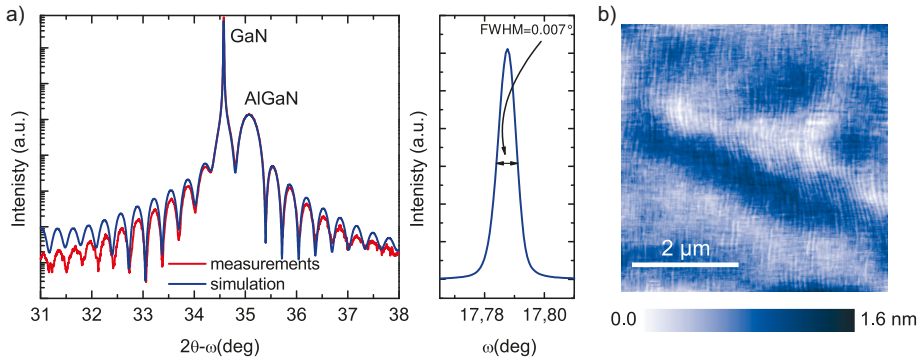 a)
GaN
AlGaN
Intenisty (a.u.)
measurements
simulation
31 32 33 34 35 36 37 38
2θ-ω(deg)
FWHM=0.007°
Intenisty (a.u.)
17,78 17,80
ω(deg)
b)
2 µm
0.0 1.6 nm